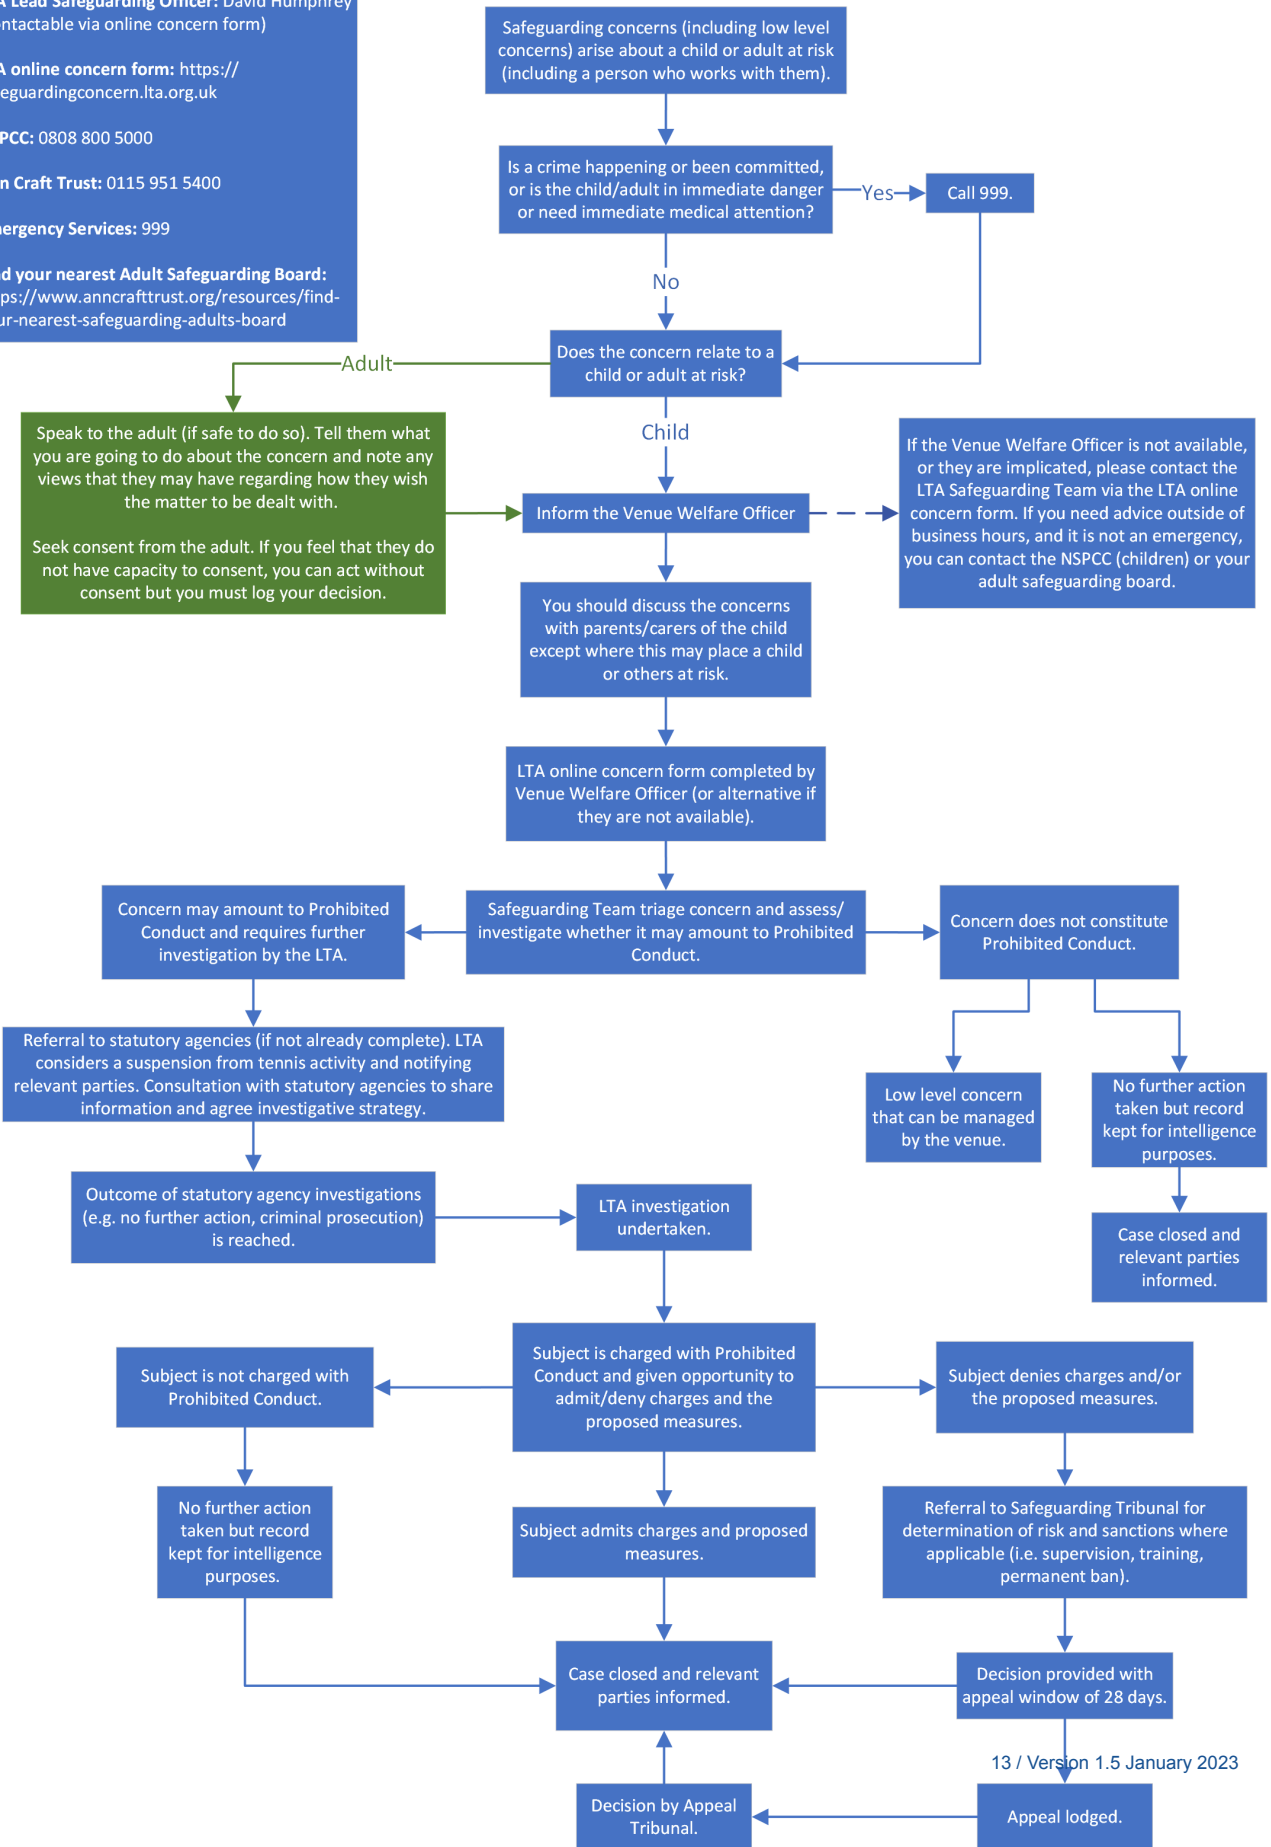 Lead Safeguarding Officer: David Humphrey
contactable via online concern form)
online concern form: https://
safeguardingconcern.lta.org.uk
NSPCC: 0808 800 5000
Ann Craft Trust: 0115 951 5400
Emergency Services: 999
Find your nearest Adult Safeguarding Board:
https://www.anncrafttrust.org/resources/find-
your-nearest-safeguarding-adults-board
Safeguarding concerns (including low level
concerns) arise about a child or adult at risk
(including a person who works with them).
Is a crime happening or been committed,
or is the child/adult in immediate danger
or need immediate medical attention?
Yes
Call 999.
No
Does the concern relate to a
child or adult at risk?
Adult
Child
Speak to the adult (if safe to do so). Tell them what
you are going to do about the concern and note any
views that they may have regarding how they wish
the matter to be dealt with.
Seek consent from the adult. If you feel that they do
not have capacity to consent, you can act without
consent but you must log your decision.
Inform the Venue Welfare Officer
If the Venue Welfare Officer is not available,
or they are implicated, please contact the
LTA Safeguarding Team via the LTA online
concern form. If you need advice outside of
business hours, and it is not an emergency,
you can contact the NSPCC (children) or your
adult safeguarding board.
You should discuss the concerns
with parents/carers of the child
except where this may place a child
or others at risk.
LTA online concern form completed by
Venue Welfare Officer (or alternative if
they are not available).
Concern may amount to Prohibited
Conduct and requires further
investigation by the LTA.
Safeguarding Team triage concern and assess/
investigate whether it may amount to Prohibited
Conduct.
Concern does not constitute
Prohibited Conduct.
Referral to statutory agencies (if not already complete). LTA
considers a suspension from tennis activity and notifying
relevant parties. Consultation with statutory agencies to share
information and agree investigative strategy.
Low level concern
that can be managed
by the venue.
No further action
taken but record
kept for intelligence
purposes.
Outcome of statutory agency investigations
(e.g. no further action, criminal prosecution)
is reached.
LTA investigation
undertaken.
Case closed and
relevant parties
informed.
Subject is not charged with
Prohibited Conduct.
Subject is charged with Prohibited
Conduct and given opportunity to
admit/deny charges and the
proposed measures.
Subject denies charges and/or
the proposed measures.
No further action
taken but record
kept for intelligence
purposes.
Subject admits charges and proposed
measures.
Referral to Safeguarding Tribunal for
determination of risk and sanctions where
applicable (i.e. supervision, training,
permanent ban).
Case closed and relevant
parties informed.
Decision provided with
appeal window of 28 days.
13 / Version 1.5 January 2023
Decision by Appeal
Tribunal.
Appeal lodged.